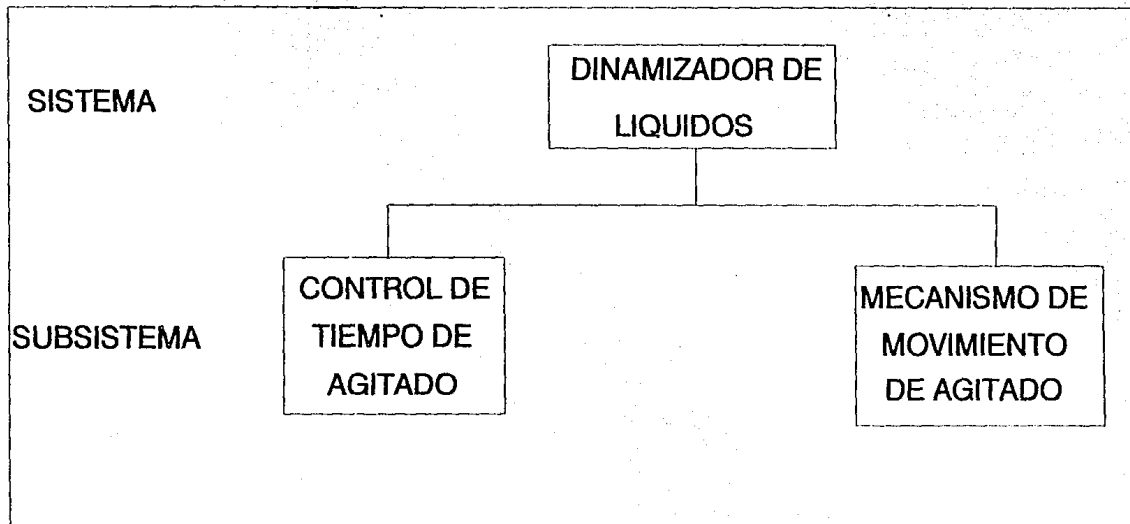 SISTEMA
DINAMIZADOR DE
LIQUIDOS
SUBSISTEMA
CONTROL DE
TIEMPO DE
AGITADO
MECANISMO DE
MOVIMIENTO
DE AGITADO